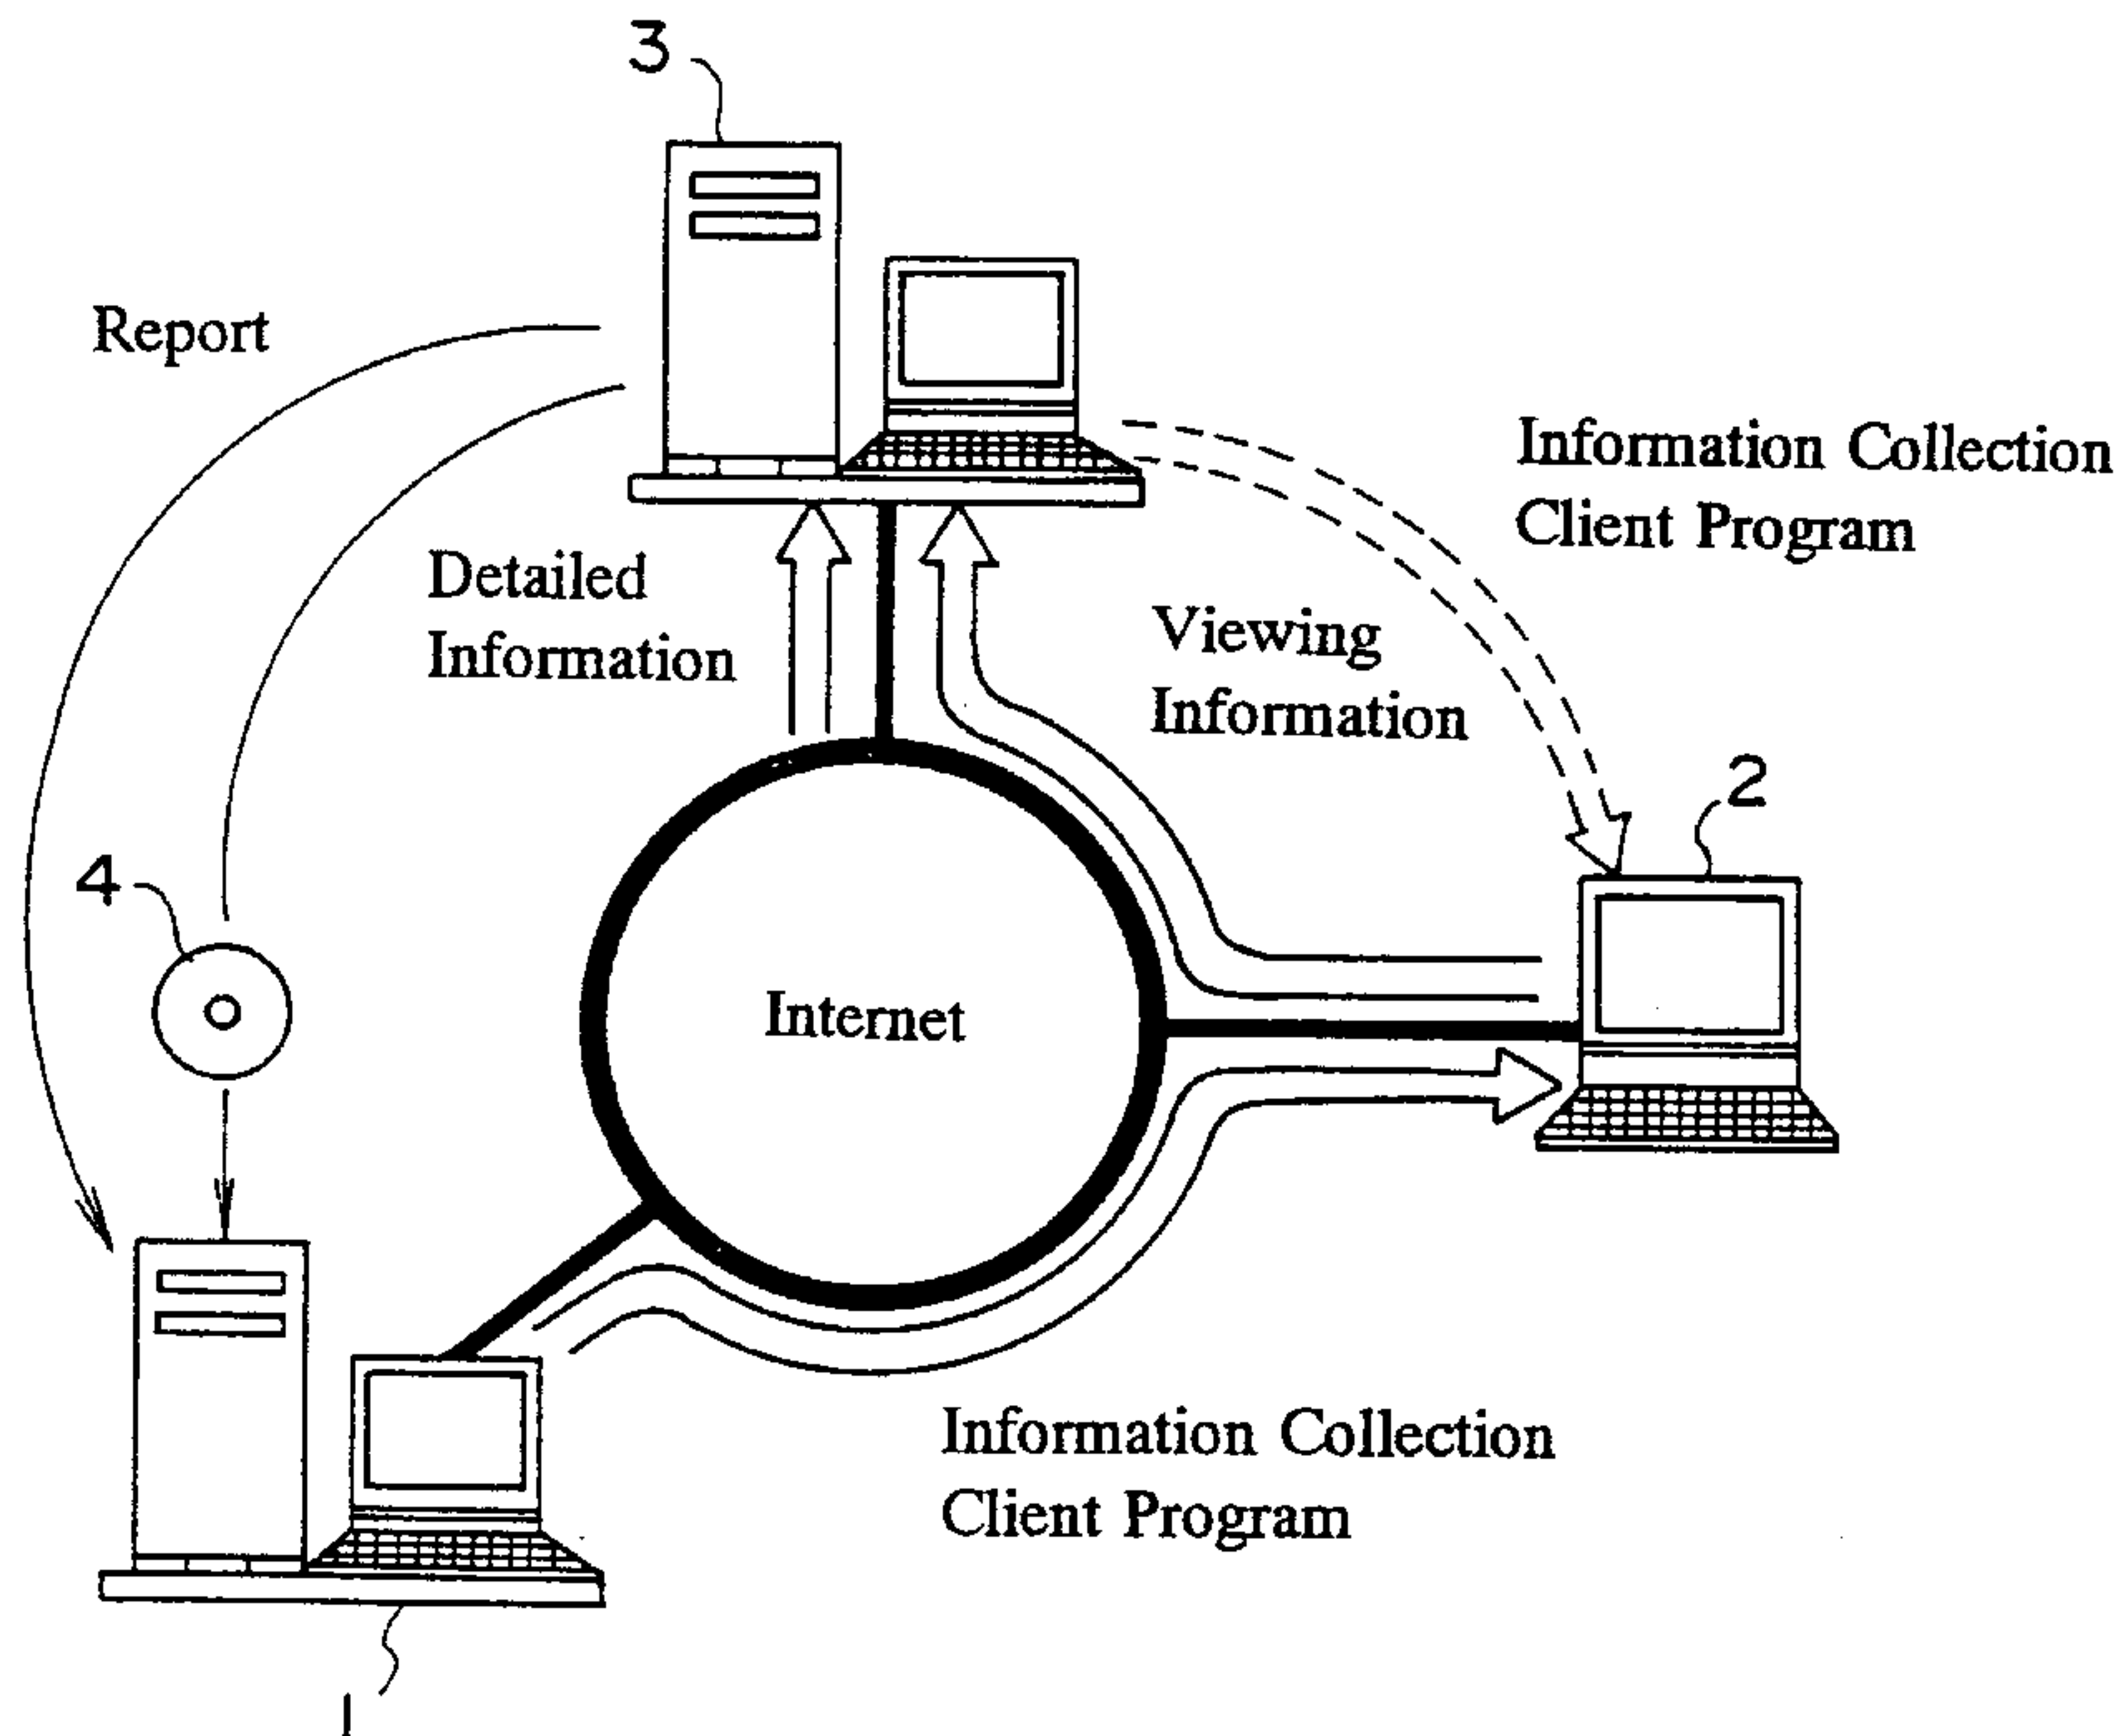 3
Report
Information Collection
Client Program
Detailed
Information
Viewing
Information
2
4
Internet
Information Collection
Client Program
1